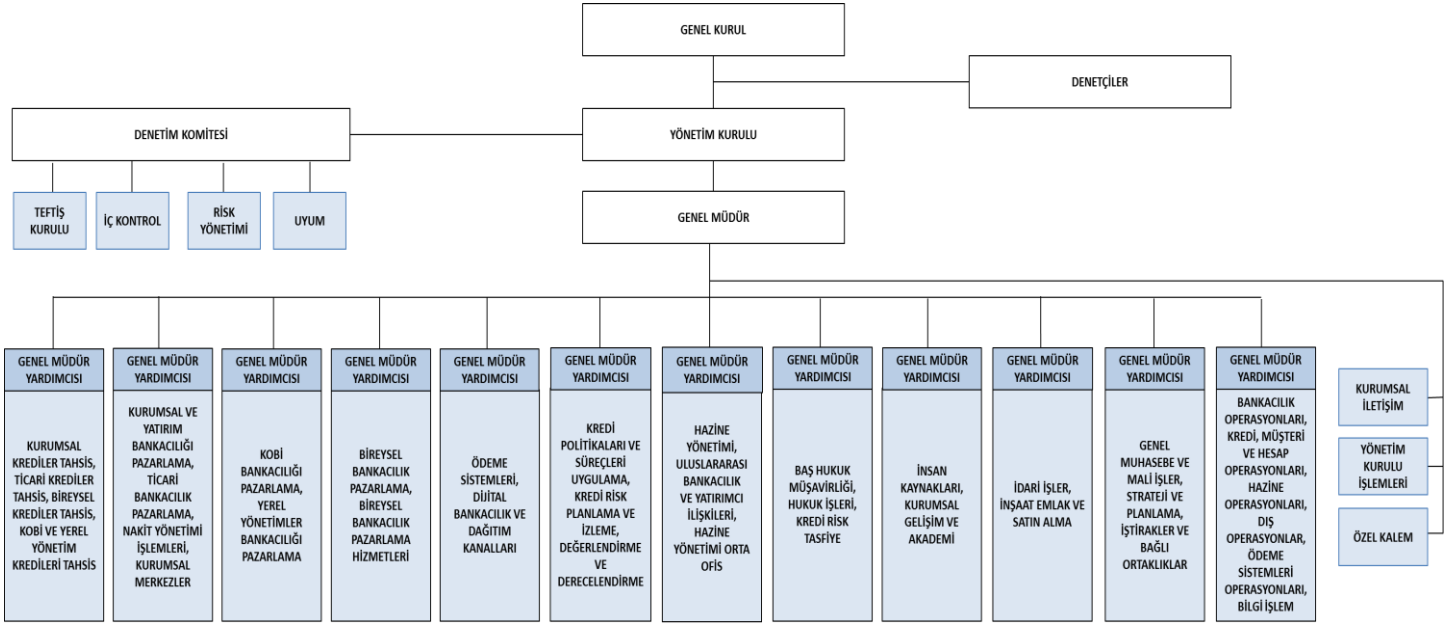 GENEL KURUL
DENETÇİLER
DENETİM KOMİTESİ
YÖNETİM KURULU
TEFTİŞ
KURULU
İÇ KONTROL
RİSK
YÖNETİMİ
UYUM
GENEL MÜDÜR
GENEL MÜDÜR
YARDIMCISI
KURUMSAL
KREDİLER TAHSİS,
TİCARİ KREDİLER
TAHSİS, BİREYSEL
KREDİLER TAHSİS,
KOBİ VE YEREL
YÖNETİM
KREDİLERİ TAHSİS
GENEL MÜDÜR
YARDIMCISI
KURUMSAL VE
YATIRIM
BANKACILIĞI
PAZARLAMA,
TİCARİ
BANKACILIK
PAZARLAMA,
NAKİT YÖNETİMİ
İŞLEMLERİ,
KURUMSAL
MERKEZLER
GENEL MÜDÜR
YARDIMCISI
KOBİ
BANKACILIĞI
PAZARLAMA,
YEREL
YÖNETİMLER
BANKACILIĞI
PAZARLAMA
GENEL MÜDÜR
YARDIMCISI
BİREYSEL
BANKACILIK
PAZARLAMA,
BİREYSEL
BANKACILIK
PAZARLAMA
HİZMETLERİ
GENEL MÜDÜR
YARDIMCISI
ÖDEME
SİSTEMLERİ,
DİJİTAL
BANKACILIK VE
DAĞITIM
KANALLARI
GENEL MÜDÜR
YARDIMCISI
KREDİ
POLİTİKALARI VE
SÜREÇLERİ
UYGULAMA,
KREDİ RİSK
PLANLAMA VE
İZLEME,
DEĞERLENDİRME
VE
DERECELENDİRME
GENEL MÜDÜR
YARDIMCISI
HAZİNE
YÖNETİMİ,
ULUSLARARASI
BANKACILIK
VE YATIRIMCI
İLİŞKİLERİ,
HAZİNE
YÖNETİMİ ORTA
OFİS
GENEL MÜDÜR
YARDIMCISI
BAŞ HUKUK
MÜŞAVİRLİĞİ,
HUKUK İŞLERİ,
KREDİ RİSK
TASFİYE
GENEL MÜDÜR
YARDIMCISI
İNSAN
KAYNAKLARI,
KURUMSAL
GELİŞİM VE
AKADEMİ
GENEL MÜDÜR
YARDIMCISI
İDARİ İŞLER,
İNŞAAT EMLAK VE
SATIN ALMA
GENEL MÜDÜR
YARDIMCISI
GENEL
MUHASEBE VE
MALİ İŞLER,
STRATEJİ VE
PLANLAMA,
İŞTİRAKLER VE
BAĞLI
ORTAKLIKLAR
GENEL MÜDÜR
YARDIMCISI
BANKACILIK
OPERASYONLARI,
KREDİ, MÜŞTERİ
VE HESAP
OPERASYONLARI,
HAZİNE
OPERASYONLARI,
DIŞ
OPERASYONLAR,
ÖDEME
SİSTEMLERİ
OPERASYONLARI,
BİLGİ İŞLEM
KURUMSAL
İLETİŞİM
YÖNETİM
KURULU
İŞLEMLERİ
ÖZEL KALEM